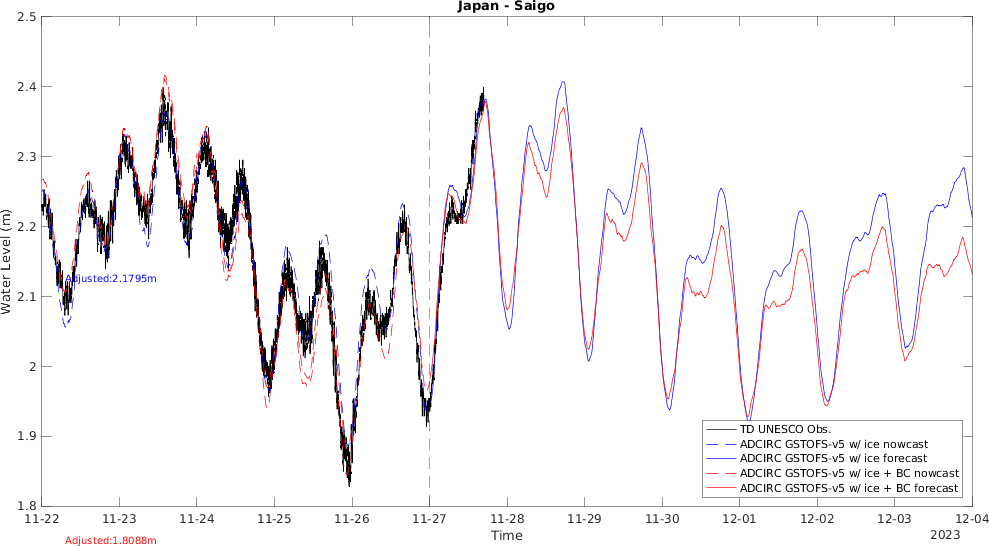 Japan - Saigo
2.5
2.4
2.3
2.2
2.1
2
1.9
1.8
Water Level (m)
Adjusted:2.1795m
TD UNESCO Obs.
ADCIRC GSTOFS-v5 w/ ice nowcast
ADCIRC GSTOFS-v5 w/ ice forecast
ADCIRC GSTOFS-v5 w/ ice + BC nowcast
ADCIRC GSTOFS-v5 w/ ice + BC forecast
11-22 11-23 11-24 11-25 11-26 11-27 11-28 11-29 11-30 12-01 12-02 12-03 12-04
Time
2023
Adjusted:1.8088m